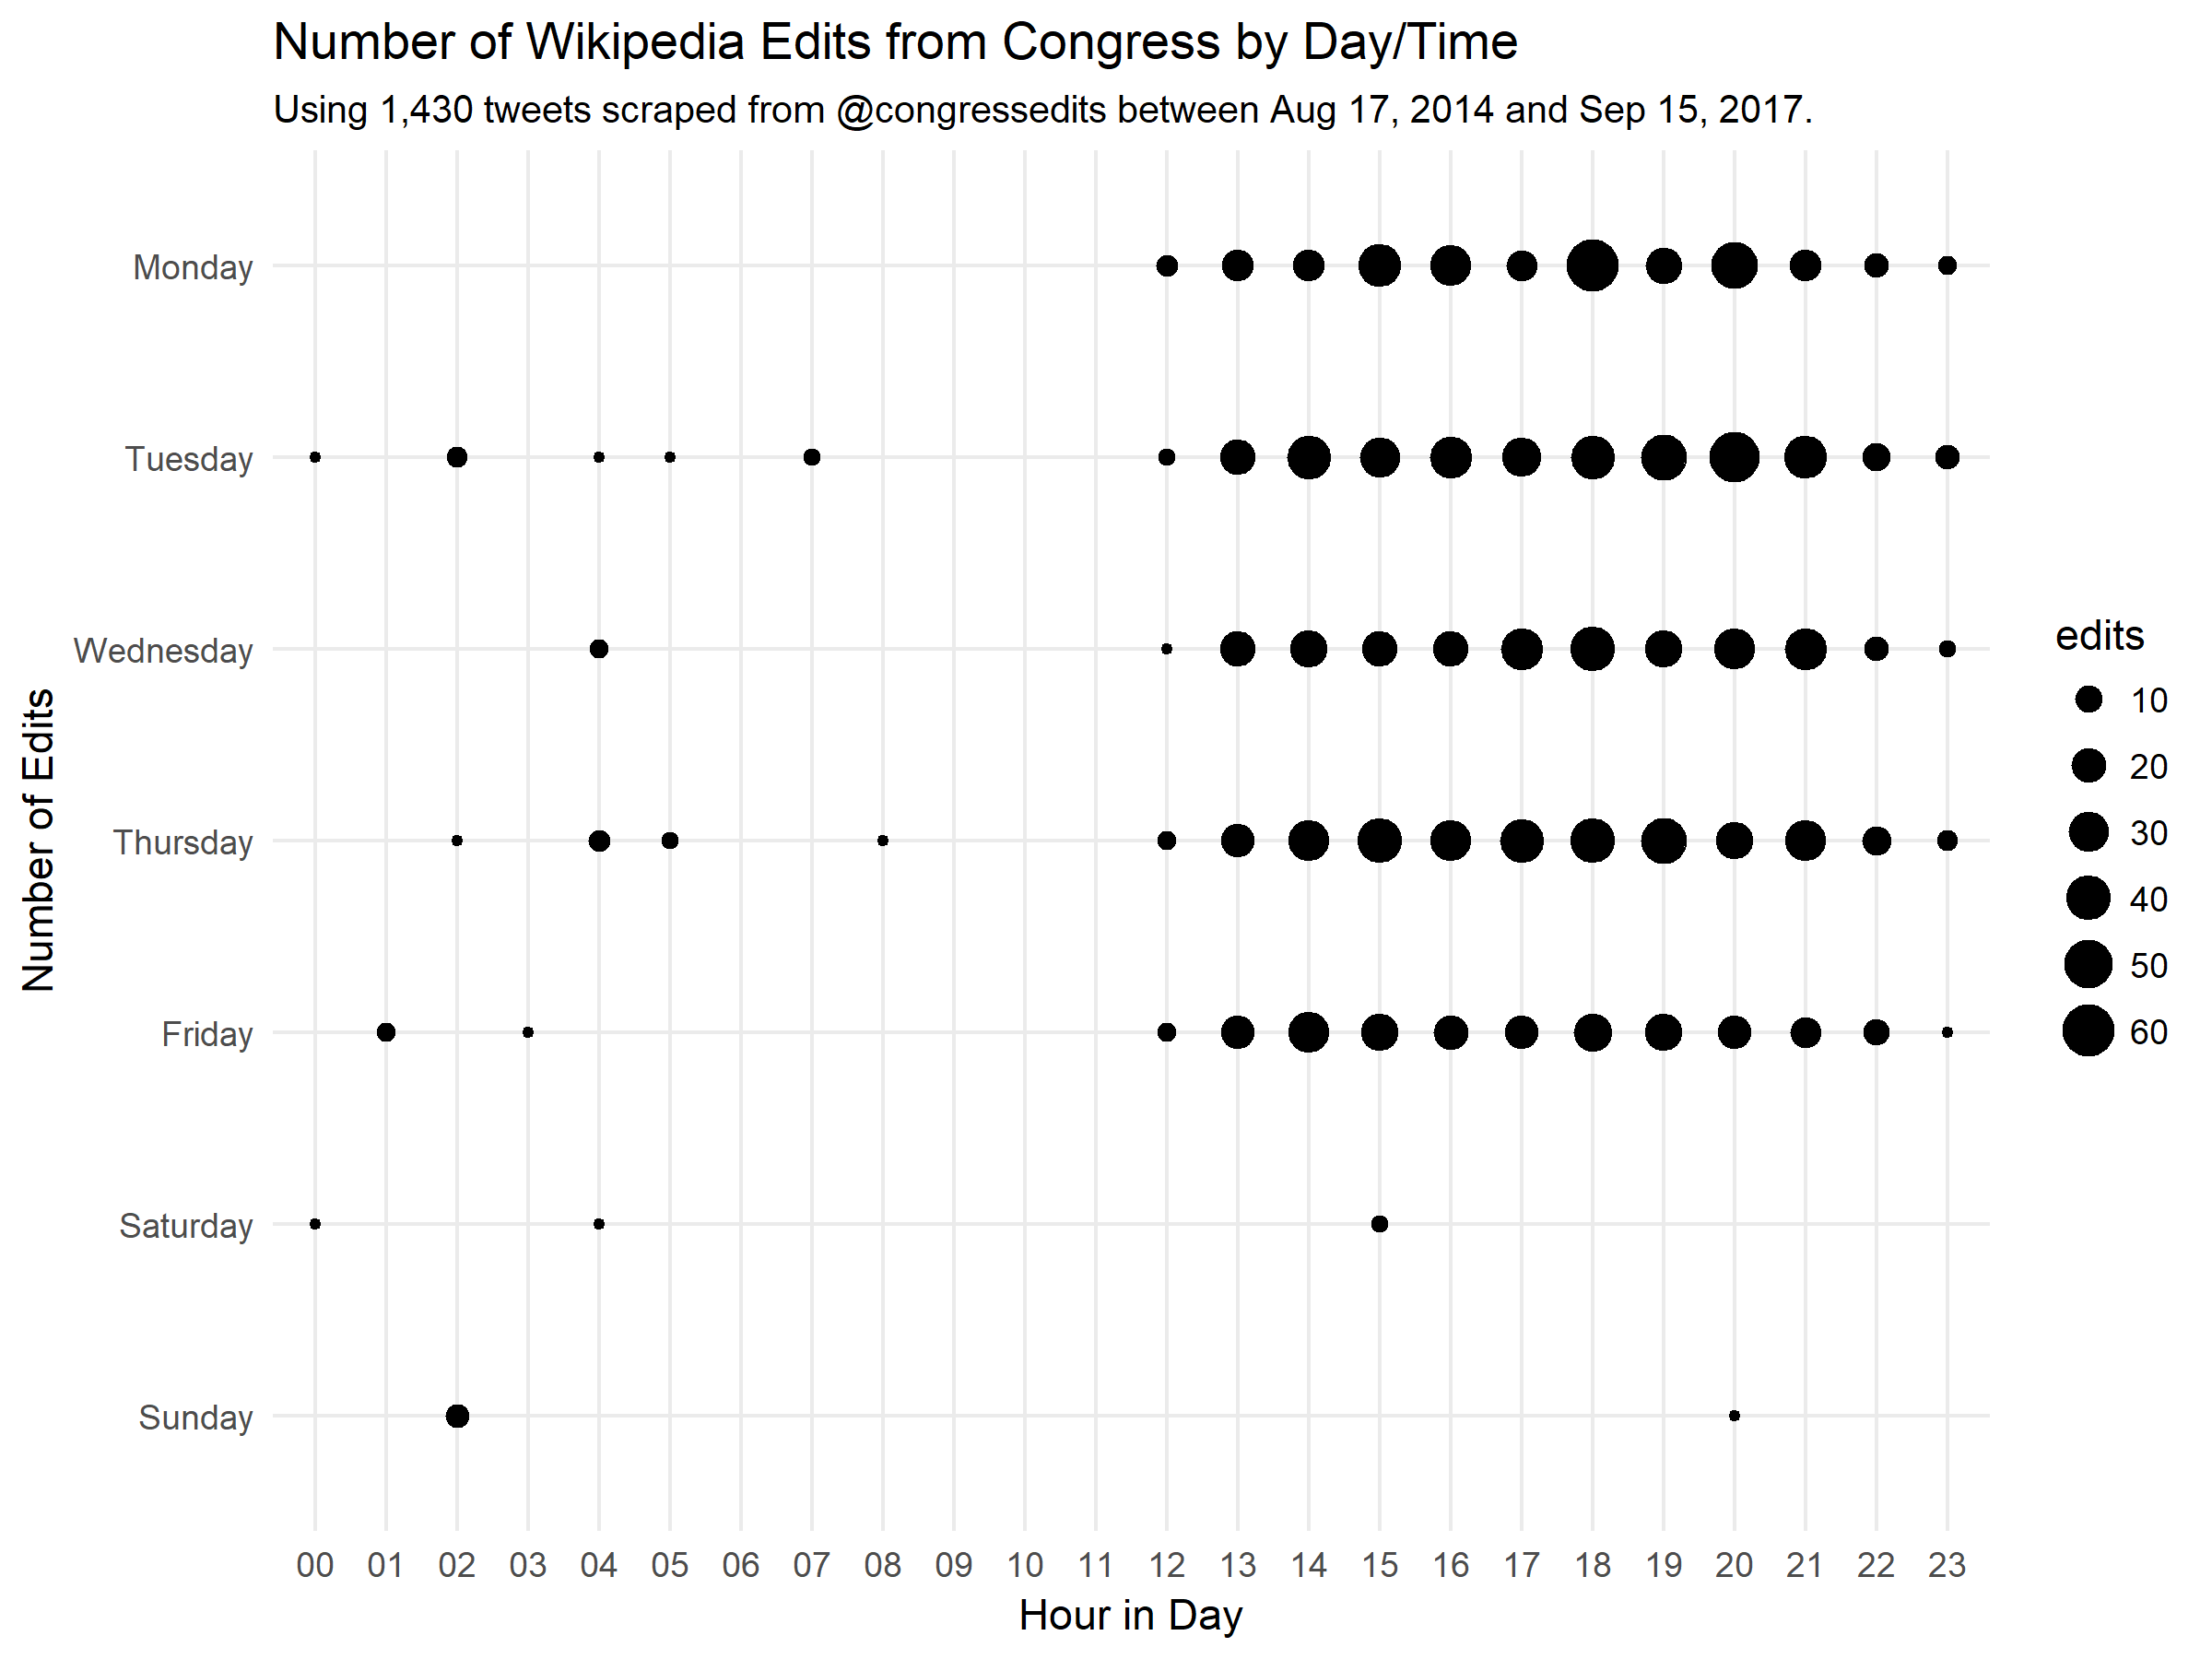 Number of Wikipedia Edits from Congress by Day/Time
Using 1,430 tweets scraped from @congressedits between Aug 17, 2014 and Sep 15, 2017.
Number of Edits
Monday
Tuesday
Wednesday
Thursday
Friday
Saturday
Sunday
00 01 02 03 04 05 06 07 08 09 10 11 12 13 14 15 16 17 18 19 20 21 22 23
Hour in Day
edits
10
20
30
40
50
60